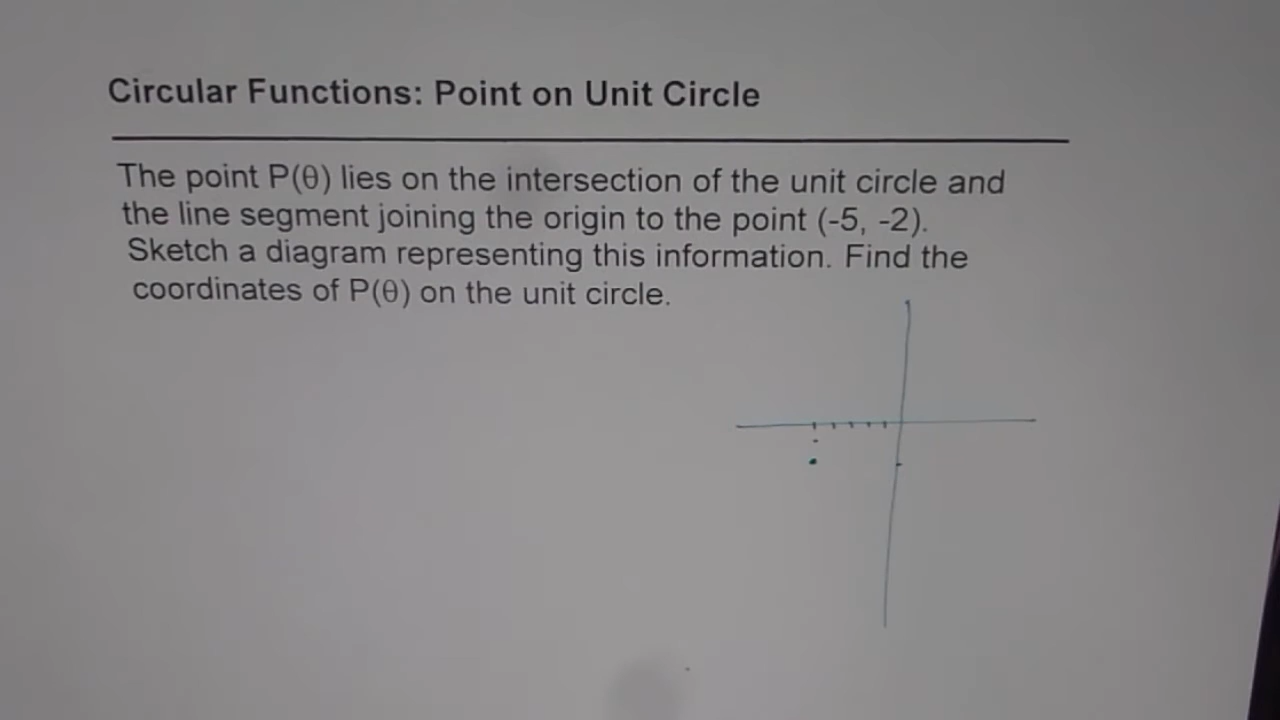 Circular Functions: Point on Unit Circle
The point P(θ) lies on the intersection of the unit circle and
the line segment joining the origin to the point (-5, -2).
Sketch a diagram representing this information. Find the
coordinates of P(θ) on the unit circle.